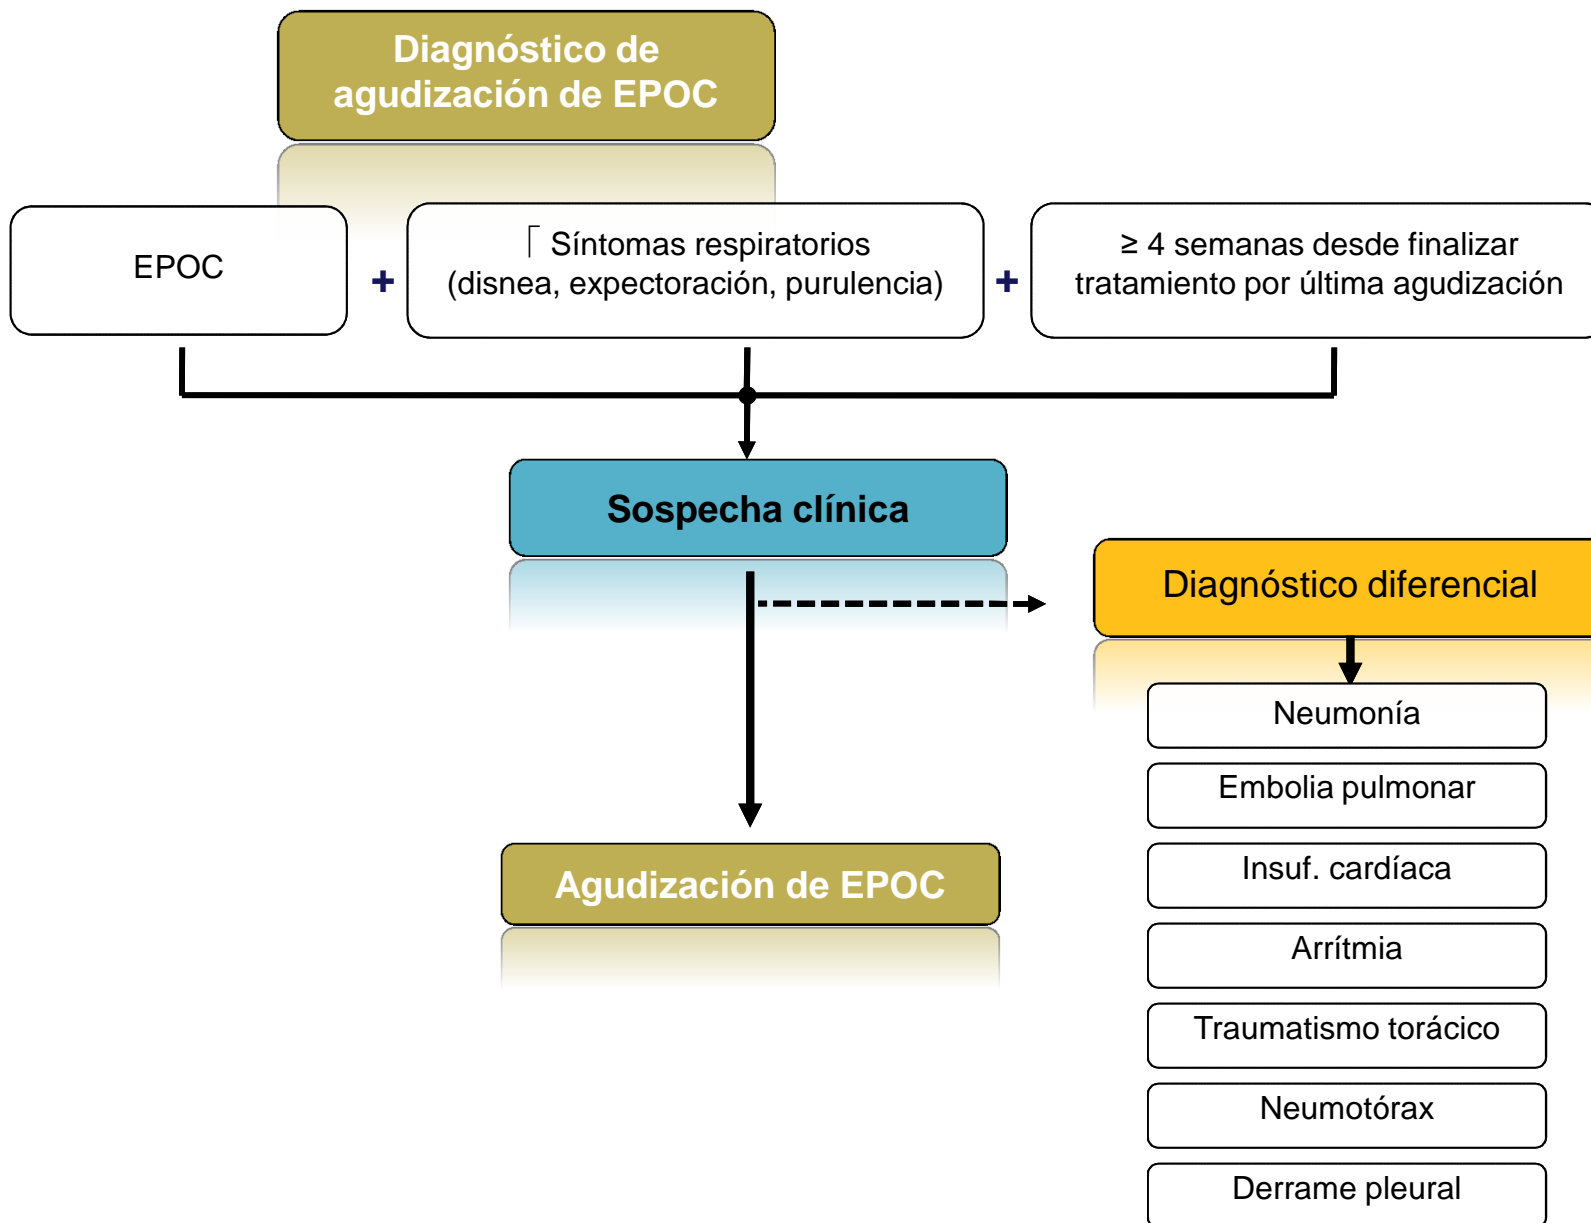 Diagnóstico de
agudización de EPOC
EPOC
+
⎡ Síntomas respiratorios
(disnea, expectoración, purulencia)
+
≥ 4 semanas desde finalizar
tratamiento por última agudización
Sospecha clínica
Diagnóstico diferencial
Neumonía
Embolia pulmonar
Insuf. cardíaca
Agudización de EPOC
Arrítmia
Traumatismo torácico
Neumotórax
Derrame pleural